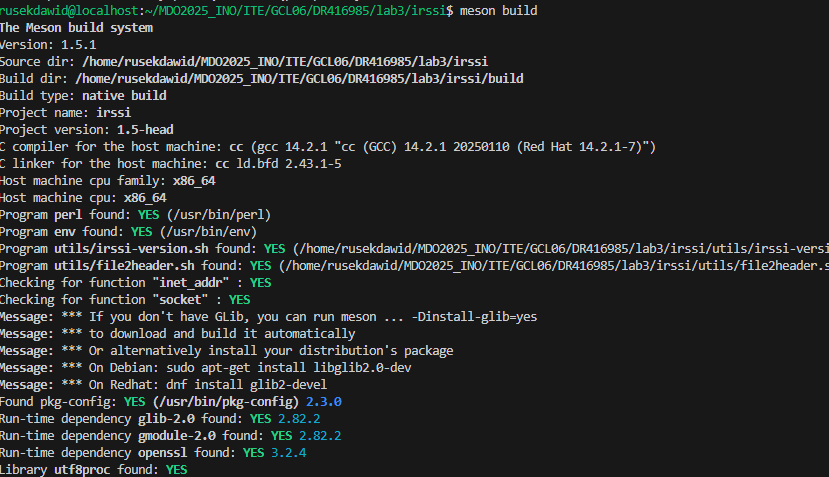 rusekdawid@localhost:~/MDO2025_INO/ITE/GCL06/DR416985/lab3/irssi$ meson build
The Meson build system
Version: 1.5.1
Source dir: /home/rusekdawid/MDO2025_INO/ITE/GCL06/DR416985/lab3/irssi
Build dir: /home/rusekdawid/MDO2025_INO/ITE/GCL06/DR416985/lab3/irssi/build
Build type: native build
Project name: irssi
Project version: 1.5-head
C compiler for the host machine: cc (gcc 14.2.1 "cc (GCC) 14.2.1 20250110 (Red Hat 14.2.1-7)")
C linker for the host machine: cc ld.bfd 2.43.1-5
Host machine cpu family: x86_64
Host machine cpu: x86_64
Program perl found: YES (/usr/bin/perl)
Program env found: YES (/usr/bin/env)
Program utils/irssi-version.sh found: YES (/home/rusekdawid/MDO2025_INO/ITE/GCL06/DR416985/lab3/irssi/utils/irssi-versi
Program utils/file2header.sh found: YES (/home/rusekdawid/MDO2025_INO/ITE/GCL06/DR416985/lab3/irssi/utils/file2header.s
Checking for function "inet_addr" : YES
Checking for function "socket" : YES
Message: *** If you don't have GLib, you can run meson ... -Dinstall-glib=yes
Message: *** to download and build it automatically
Message: *** Or alternatively install your distribution's package
Message: *** On Debian: sudo apt-get install libglib2.0-dev
Message: *** On Redhat: dnf install glib2-devel
Found pkg-config: YES (/usr/bin/pkg-config) 2.3.0
Run-time dependency glib-2.0 found: YES 2.82.2
Run-time dependency gmodule-2.0 found: YES 2.82.2
Run-time dependency openssl found: YES 3.2.4
Library utf8proc found: YES